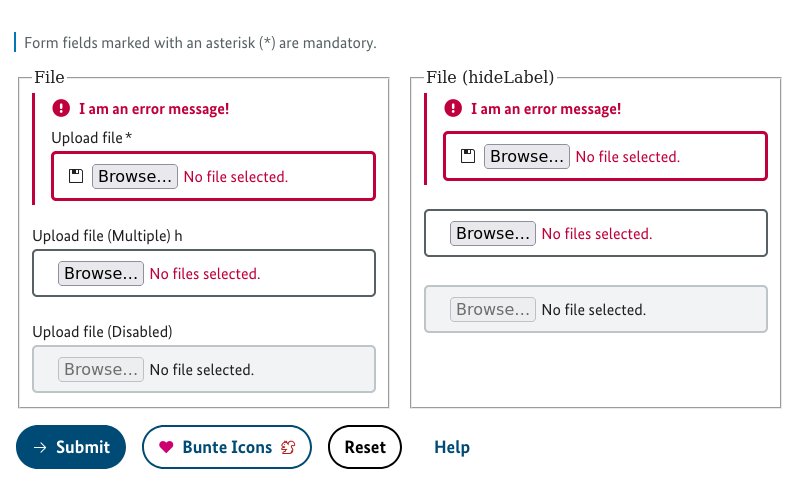 Form fields marked with an asterisk (*) are mandatory.
File
I am an error message!
Upload file*
Browse... No file selected.
Upload file (Multiple) h
Browse... No files selected.
Upload file (Disabled)
Browse... No file selected.
File (hideLabel)
I am an error message!
Browse... No file selected.
Browse... No files selected.
Browse... No file selected.
Submit
Bunte Icons
Reset
Help